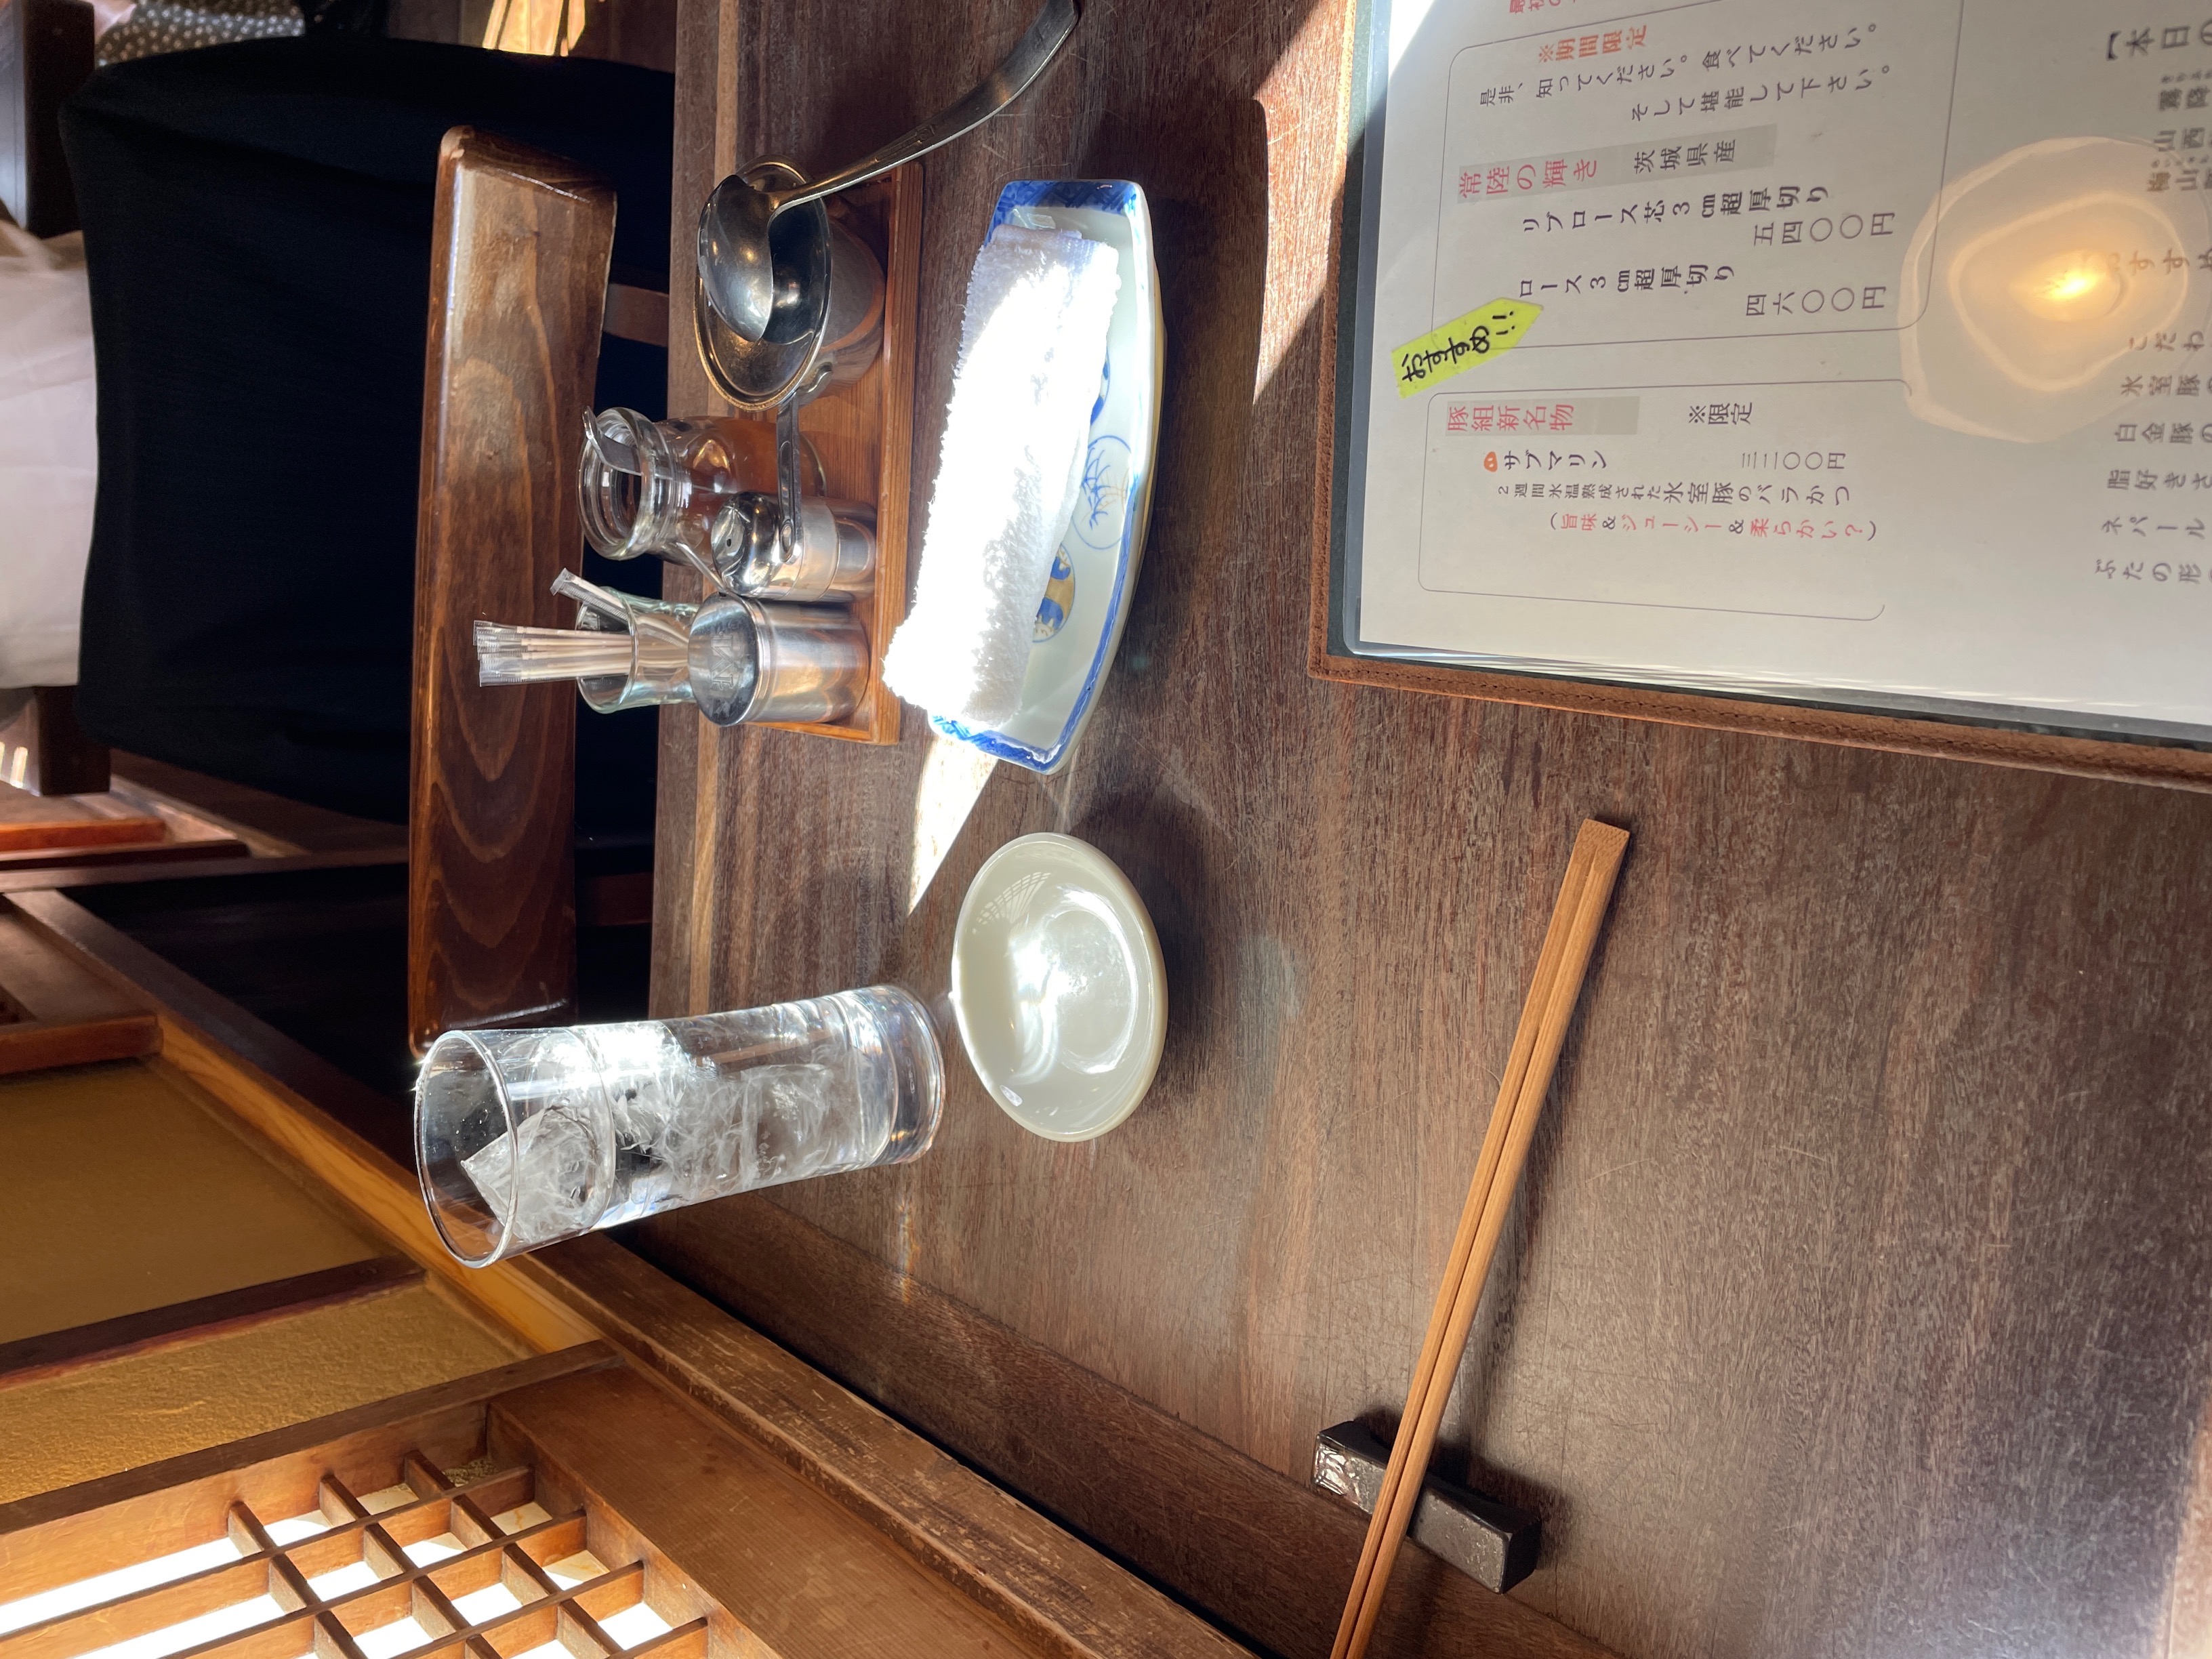 おすすめ!!
※期間限定
是非、知ってください。食べてください。
そして堪能して下さい。
常陸の輝き 茨城県産
リブロース芯3㎝超厚切り
五四〇〇円
ロース3㎝超厚切り
四六〇〇円
豚組新名物 ※限定
サブマリン 三二〇〇円
2週間氷温熟成された氷室豚のバラかつ
(旨味&ジューシー&柔らかい?)
【本日の
霧降
山西
梅山
おすすめ
こだわ
氷室豚の
白金豚の
脂好きさ
ネパール
ぶたの形